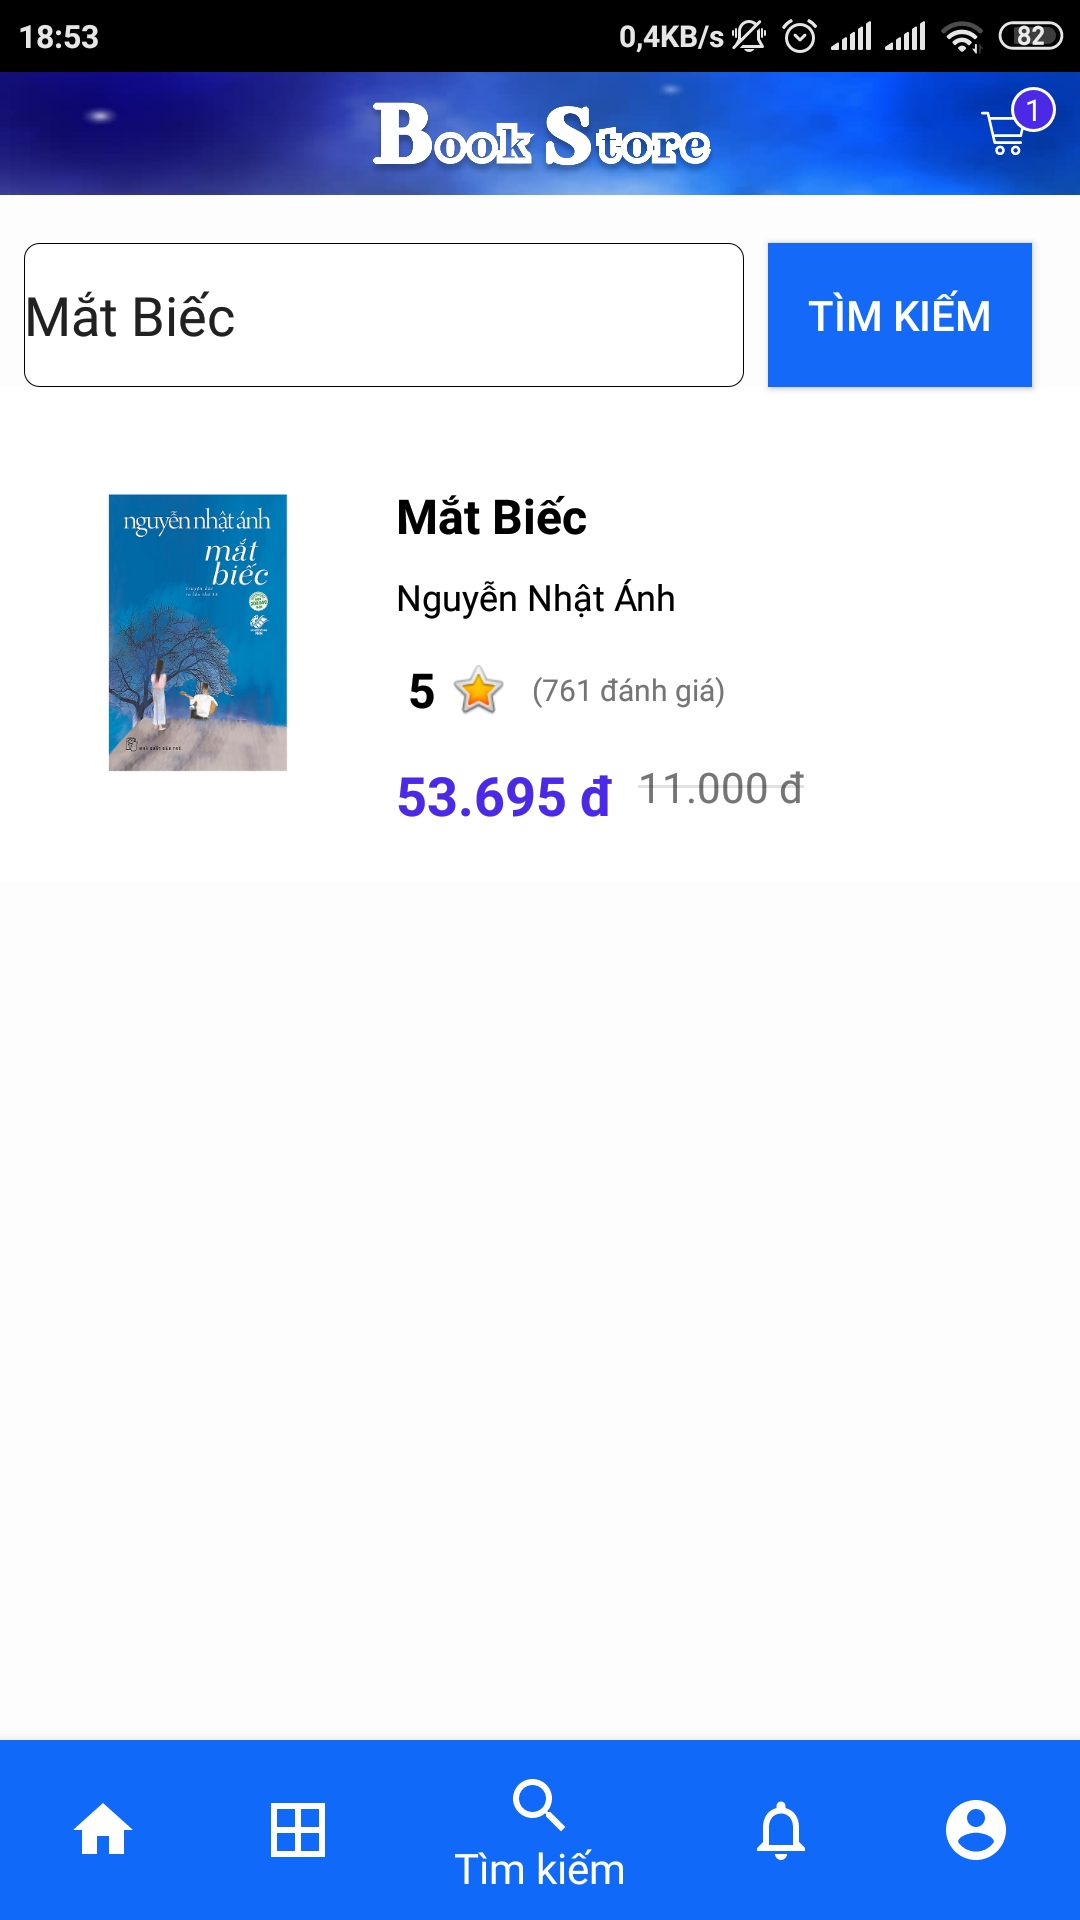 18:53 0,4KB/s 82
Book Store 1
Mắt Biếc TÌM KIẾM
nguyễn nhật ánh
mắt
biếc
Mắt Biếc
Nguyễn Nhật Ánh
5 (761 đánh giá)
53.695 đ 11.000 đ
Tìm kiếm